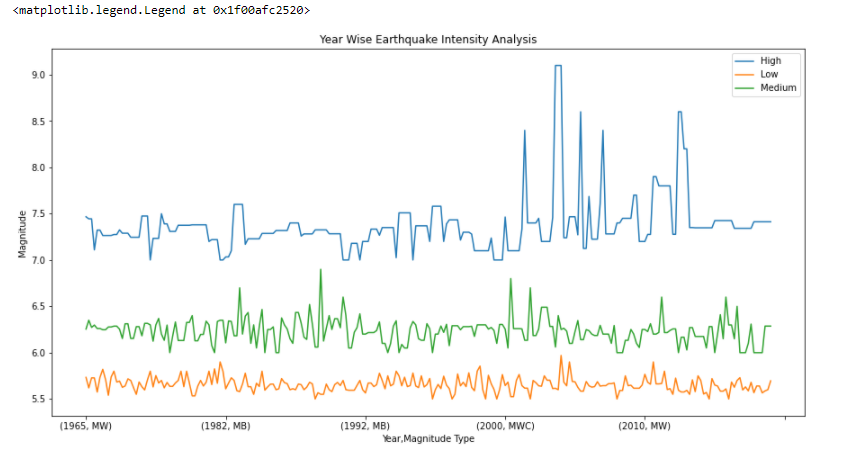 <matplotlib.legend.Legend at 0x1f00afc2520>
Year Wise Earthquake Intensity Analysis
High
Low
Medium
9.0
8.5
8.0
7.5
7.0
6.5
6.0
5.5
Magnitude
(1965, MW) (1982, MB) (1992, MB) (2000, MWC) (2010, MW)
Year,Magnitude Type